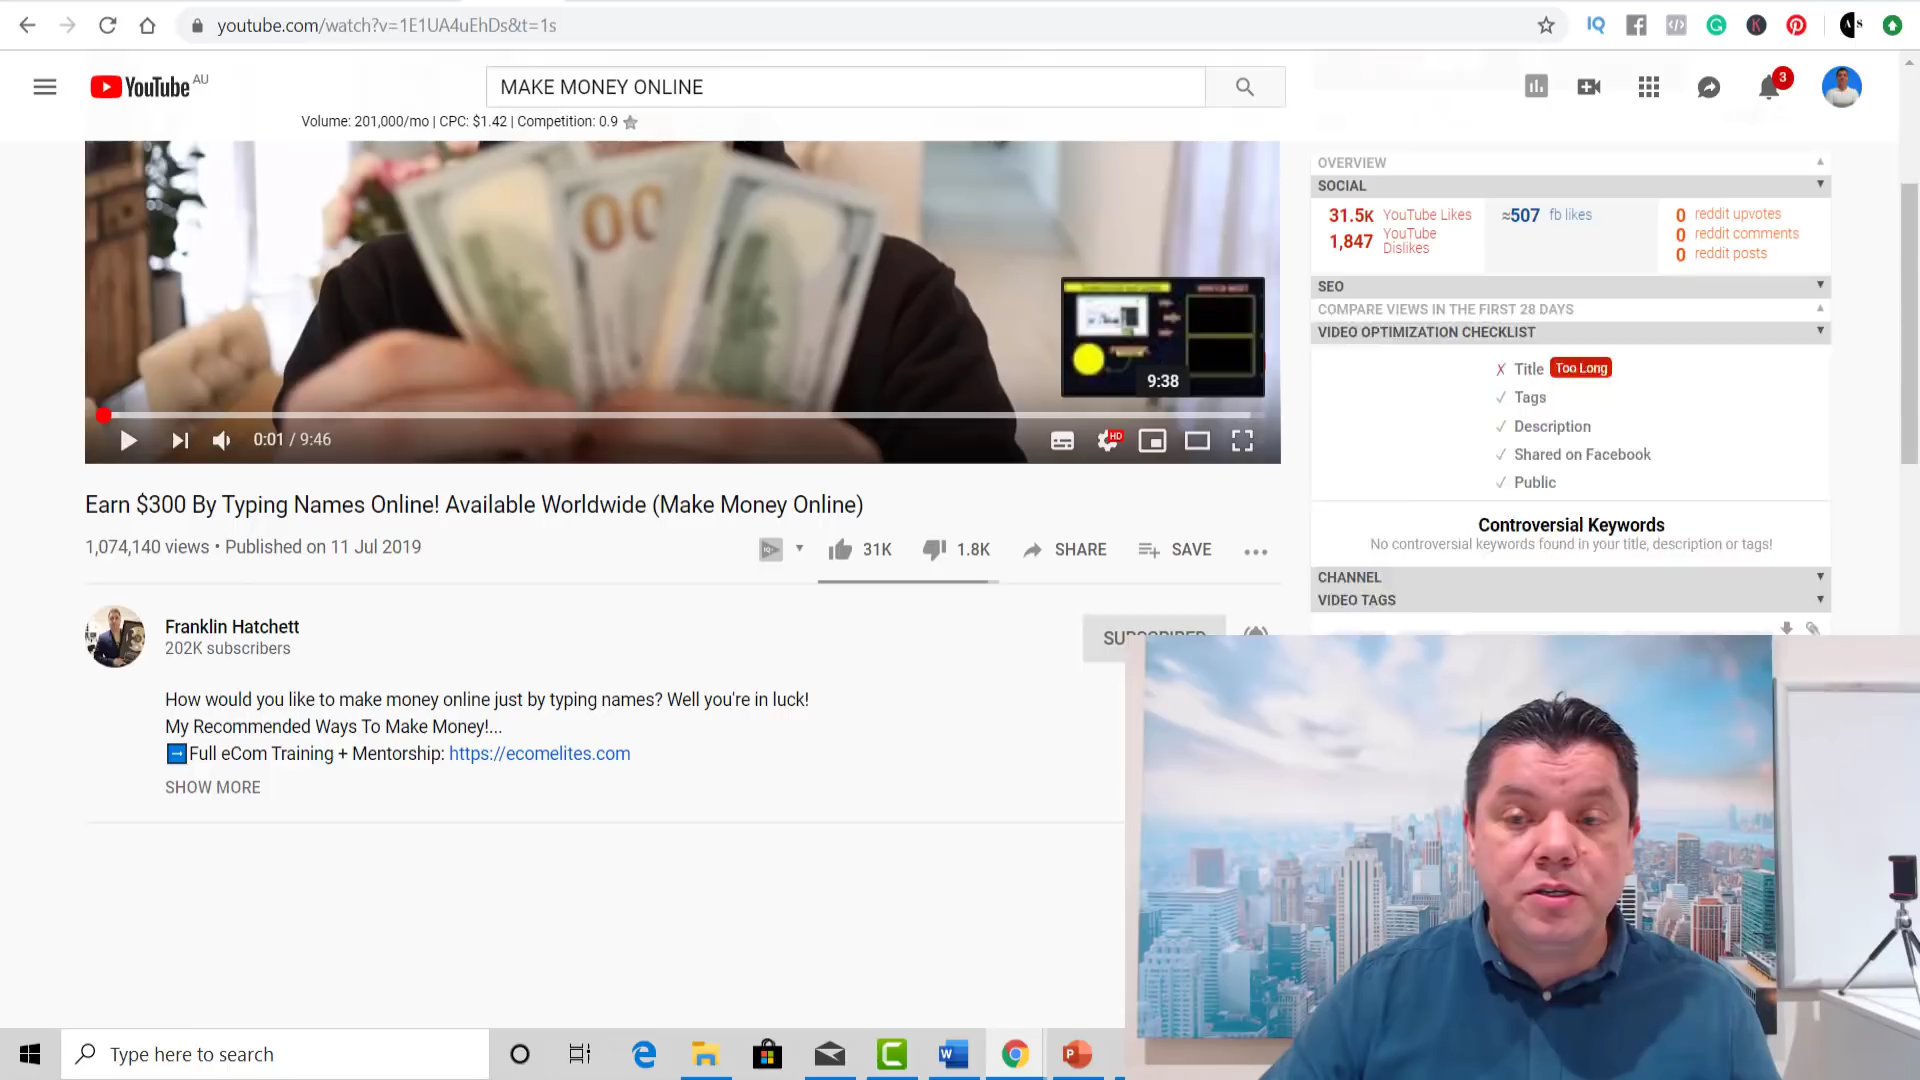 youtube.com/watch?v=1E1UA4uEhDs&t=1s
YouTube AU
MAKE MONEY ONLINE
3
Volume: 201,000/mo | CPC: $1.42 | Competition: 0.9
OVERVIEW
SOCIAL
31.5K YouTube Likes
1,847 YouTube Dislikes
≈507 fb likes
0 reddit upvotes
0 reddit comments
0 reddit posts
SEO
COMPARE VIEWS IN THE FIRST 28 DAYS
VIDEO OPTIMIZATION CHECKLIST
X Title Too Long
✓ Tags
✓ Description
✓ Shared on Facebook
✓ Public
Controversial Keywords
No controversial keywords found in your title, description or tags!
CHANNEL
VIDEO TAGS
00
9:38
0:01 / 9:46
HD
Earn $300 By Typing Names Online! Available Worldwide (Make Money Online)
1,074,140 views • Published on 11 Jul 2019
31K
1.8K
SHARE
SAVE
Franklin Hatchett
202K subscribers
SUBSCRIBED
How would you like to make money online just by typing names? Well you're in luck!
My Recommended Ways To Make Money!...
Full eCom Training + Mentorship: https://ecomelites.com
SHOW MORE
Type here to search